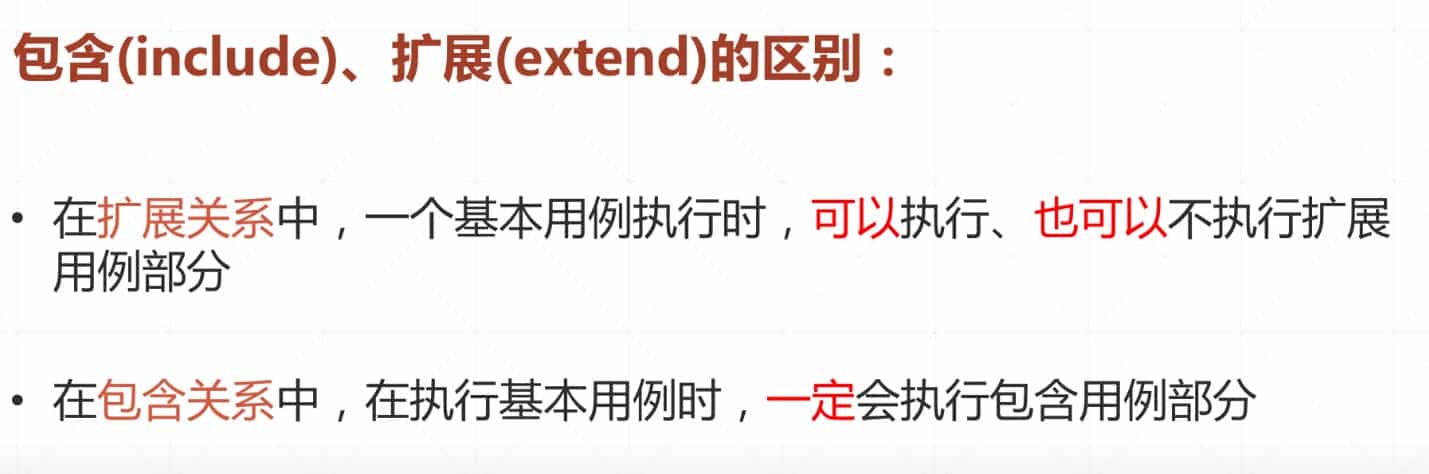 包含(include)、扩展(extend)的区别：
• 在扩展关系中，一个基本用例执行时，可以执行、也可以不执行扩展
用例部分
• 在包含关系中，在执行基本用例时，一定会执行包含用例部分